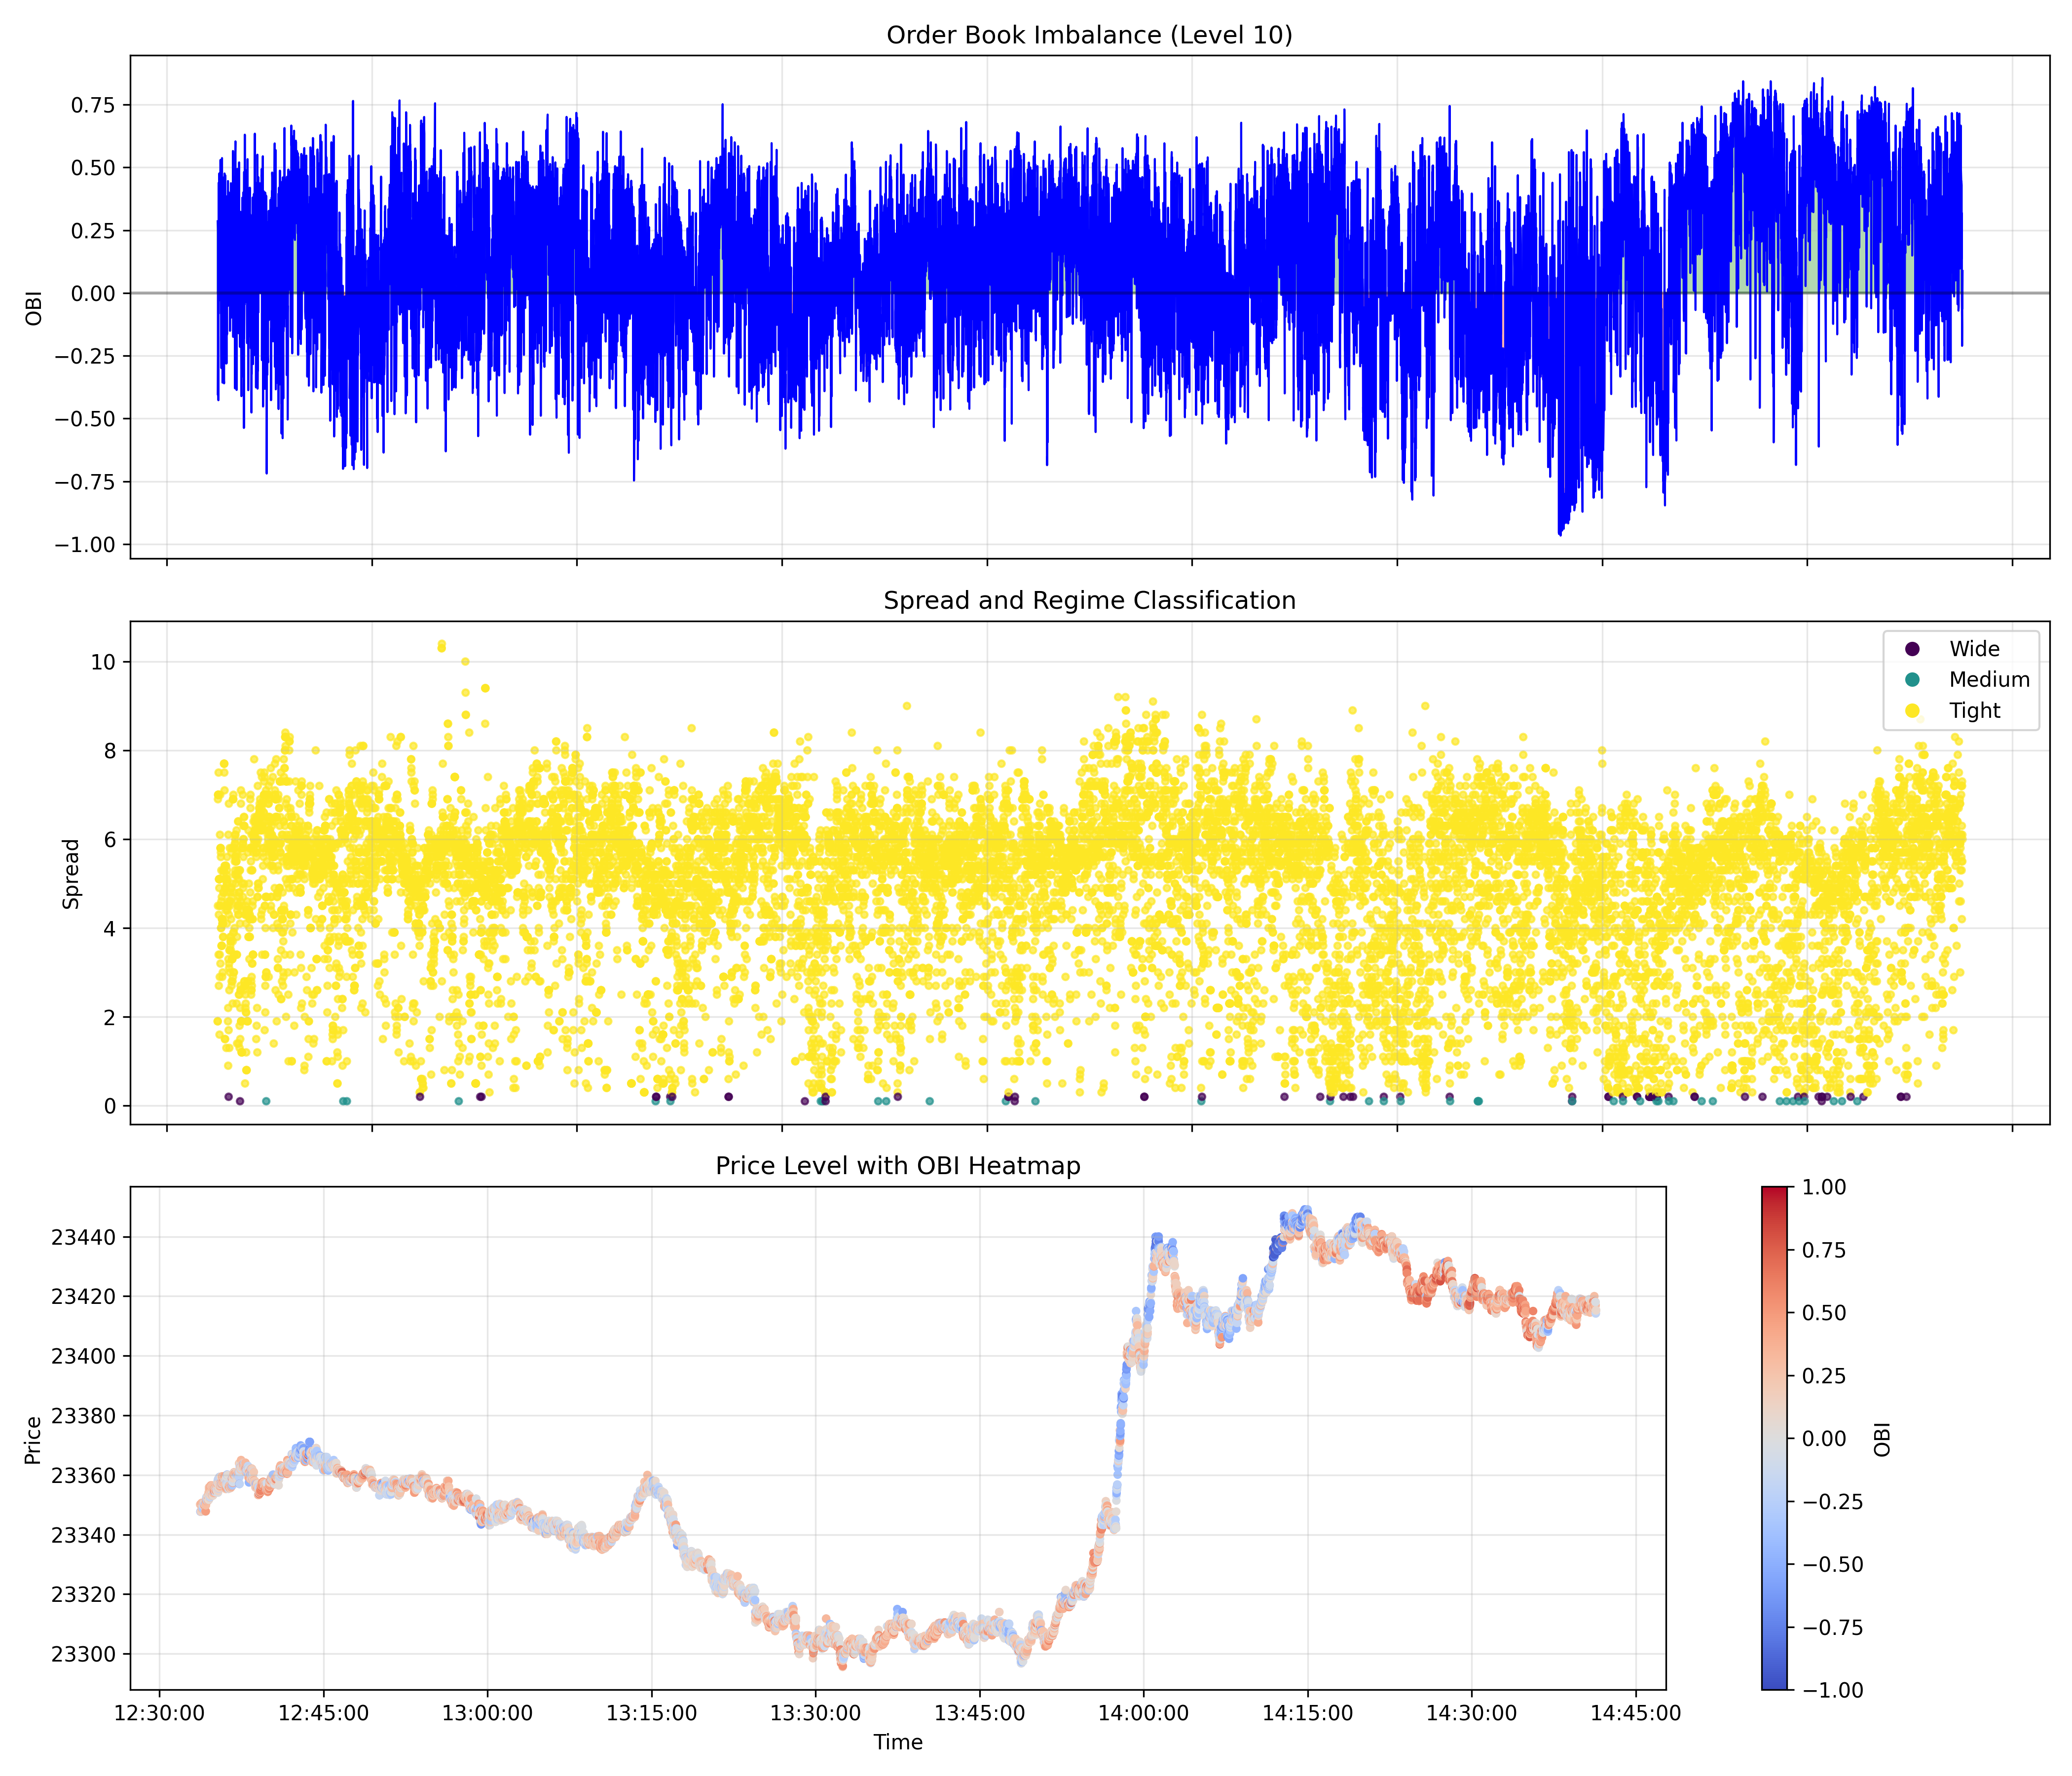 Order Book Imbalance (Level 10)
0.75
0.50
0.25
0.00
−0.25
−0.50
−0.75
−1.00
OBI
Spread and Regime Classification
10
8
6
4
2
0
Spread
Wide
Medium
Tight
Price Level with OBI Heatmap
23440
23420
23400
23380
23360
23340
23320
23300
Price
12:30:00 12:45:00 13:00:00 13:15:00 13:30:00 13:45:00 14:00:00 14:15:00 14:30:00 14:45:00
Time
1.00
0.75
0.50
0.25
0.00
−0.25
−0.50
−0.75
−1.00
OBI